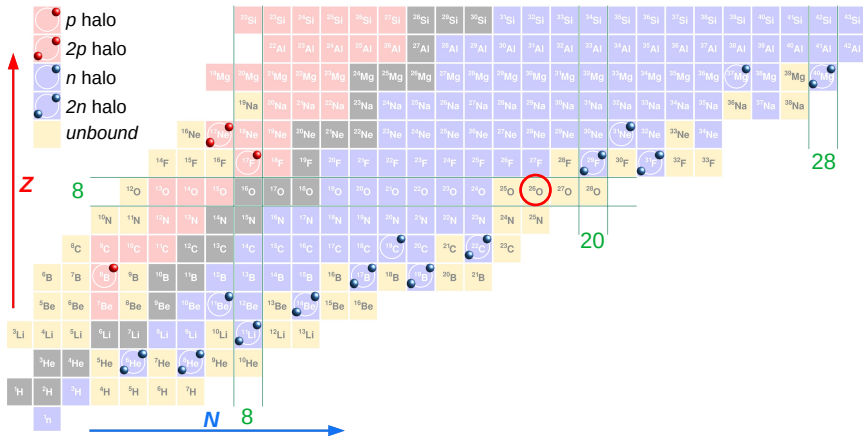 p halo
2p halo
n halo
2n halo
unbound
Z
²²Si ²³Si ²⁴Si ²⁵Si ²⁶Si ²⁷Si ²⁸Si ²⁹Si ³⁰Si ³¹Si ³²Si ³³Si ³⁴Si ³⁵Si ³⁶Si ³⁷Si ³⁸Si ³⁹Si ⁴⁰Si ⁴¹Si ⁴²Si ⁴³Si
²²Al ²³Al ²⁴Al ²⁵Al ²⁶Al ²⁷Al ²⁸Al ²⁹Al ³⁰Al ³¹Al ³²Al ³³Al ³⁴Al ³⁵Al ³⁶Al ³⁷Al ³⁸Al ³⁹Al ⁴⁰Al ⁴¹Al ⁴²Al
¹⁹Mg ²⁰Mg ²¹Mg ²²Mg ²³Mg ²⁴Mg ²⁵Mg ²⁶Mg ²⁷Mg ²⁸Mg ²⁹Mg ³⁰Mg ³¹Mg ³²Mg ³³Mg ³⁴Mg ³⁵Mg ³⁶Mg ³⁷Mg ³⁸Mg ³⁹Mg ⁴⁰Mg
¹⁹Na ²⁰Na ²¹Na ²²Na ²³Na ²⁴Na ²⁵Na ²⁶Na ²⁷Na ²⁸Na ²⁹Na ³⁰Na ³¹Na ³²Na ³³Na ³⁴Na ³⁵Na ³⁶Na ³⁷Na ³⁸Na
¹⁶Ne ¹⁷Ne ¹⁸Ne ¹⁹Ne ²⁰Ne ²¹Ne ²²Ne ²³Ne ²⁴Ne ²⁵Ne ²⁶Ne ²⁷Ne ²⁸Ne ²⁹Ne ³⁰Ne ³¹Ne ³²Ne ³³Ne ³⁴Ne
¹⁴F ¹⁵F ¹⁶F ¹⁷F ¹⁸F ¹⁹F ²⁰F ²¹F ²²F ²³F ²⁴F ²⁵F ²⁶F ²⁷F ²⁸F ²⁹F ³⁰F ³¹F ³²F ³³F
28
8
¹²O ¹³O ¹⁴O ¹⁵O ¹⁶O ¹⁷O ¹⁸O ¹⁹O ²⁰O ²¹O ²²O ²³O ²⁴O ²⁵O ²⁶O ²⁷O ²⁸O
¹⁰N ¹¹N ¹²N ¹³N ¹⁴N ¹⁵N ¹⁶N ¹⁷N ¹⁸N ¹⁹N ²⁰N ²¹N ²²N ²³N ²⁴N ²⁵N
20
⁸C ⁹C ¹⁰C ¹¹C ¹²C ¹³C ¹⁴C ¹⁵C ¹⁶C ¹⁷C ¹⁸C ¹⁹C ²⁰C ²¹C ²²C ²³C
⁶B ⁷B ⁸B ⁹B ¹⁰B ¹¹B ¹²B ¹³B ¹⁴B ¹⁵B ¹⁶B ¹⁷B ¹⁸B ¹⁹B ²⁰B ²¹B
⁵Be ⁶Be ⁷Be ⁸Be ⁹Be ¹⁰Be ¹¹Be ¹²Be ¹³Be ¹⁴Be ¹⁵Be ¹⁶Be
³Li ⁴Li ⁵Li ⁶Li ⁷Li ⁸Li ⁹Li ¹⁰Li ¹¹Li ¹²Li ¹³Li
³He ⁴He ⁵He ⁶He ⁷He ⁸He ⁹He ¹⁰He
¹H ²H ³H ⁴H ⁵H ⁶H ⁷H
¹n
N
8